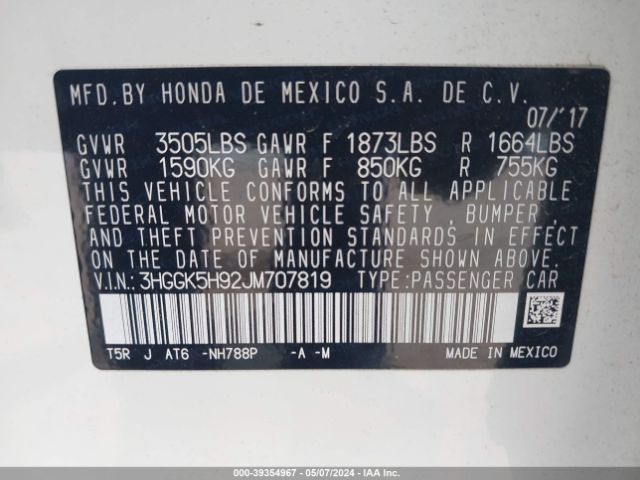 MFD.BY HONDA DE MEXICO S.A. DE C.V.
07/'17
GVWR 3505LBS GAWR F 1873LBS R 1664LBS
GVWR 1590KG GAWR F 850KG R 755KG
THIS VEHICLE CONFORMS TO ALL APPLICABLE
FEDERAL MOTOR VEHICLE SAFETY , BUMPER,
AND THEFT PREVENTION STANDARDS IN EFFECT
ON THE DATE OF MANUFACTURE SHOWN ABOVE.
V.I.N.: 3HGGK5H92JM707819 TYPE:PASSENGER CAR
T5R J AT6 -NH788P -A -M MADE IN MEXICO
000-39354967 - 05/07/2024 - IAAI.COM